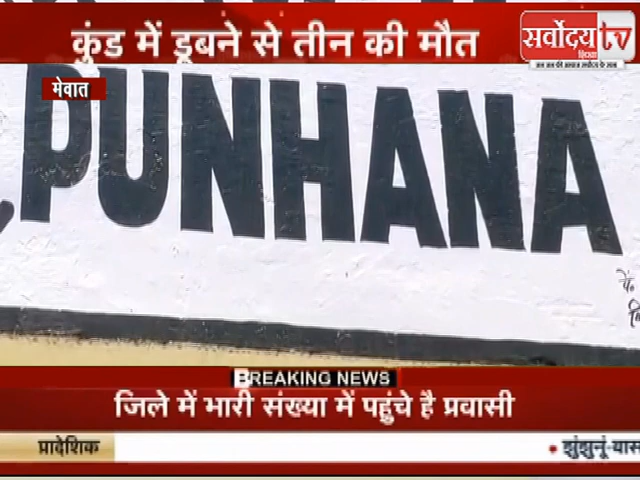 कुंड में डूबने से तीन की मौत
सर्वोदय tv
मेवात
PUNHANA
BREAKING NEWS
जिले में भारी संख्या में पहुंचे है प्रवासी
प्रादेशिक
• झुंझुनूं